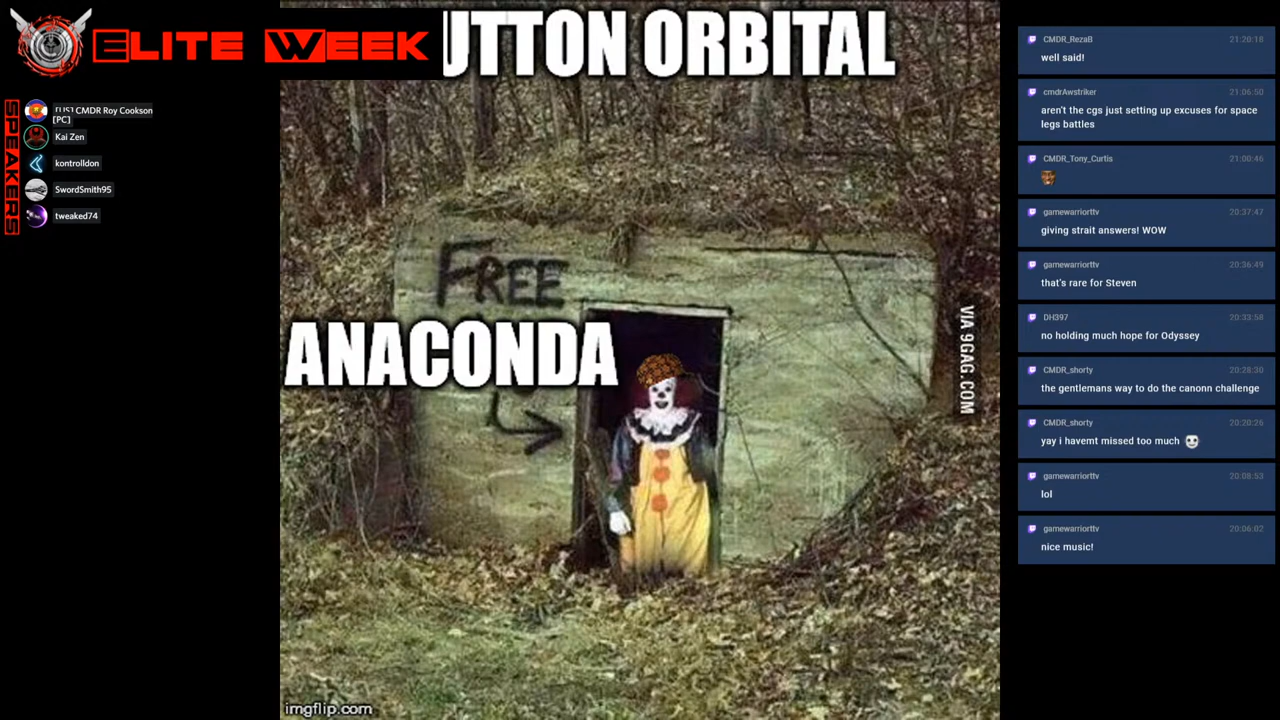 ELITE WEEK
UTTON ORBITAL
SPEAKERS
[US] CMDR Roy Cookson
[PC]
Kai Zen
kontrolldon
SwordSmith95
tweaked74
FREE
ANACONDA
VIA 9GAG.COM
imgflip.com
CMDR_RezaB 21:20:18
well said!
cmdrAwstriker 21:06:50
aren't the cgs just setting up excuses for space
legs battles
CMDR_Tony_Curtis 21:00:46
gamewarriorttv 20:37:47
giving strait answers! WOW
gamewarriorttv 20:36:49
that's rare for Steven
DH397 20:33:58
no holding much hope for Odyssey
CMDR_shorty 20:28:30
the gentlemans way to do the canonn challenge
CMDR_shorty 20:20:26
yay i havemt missed too much
gamewarriorttv 20:08:53
lol
gamewarriorttv 20:06:02
nice music!